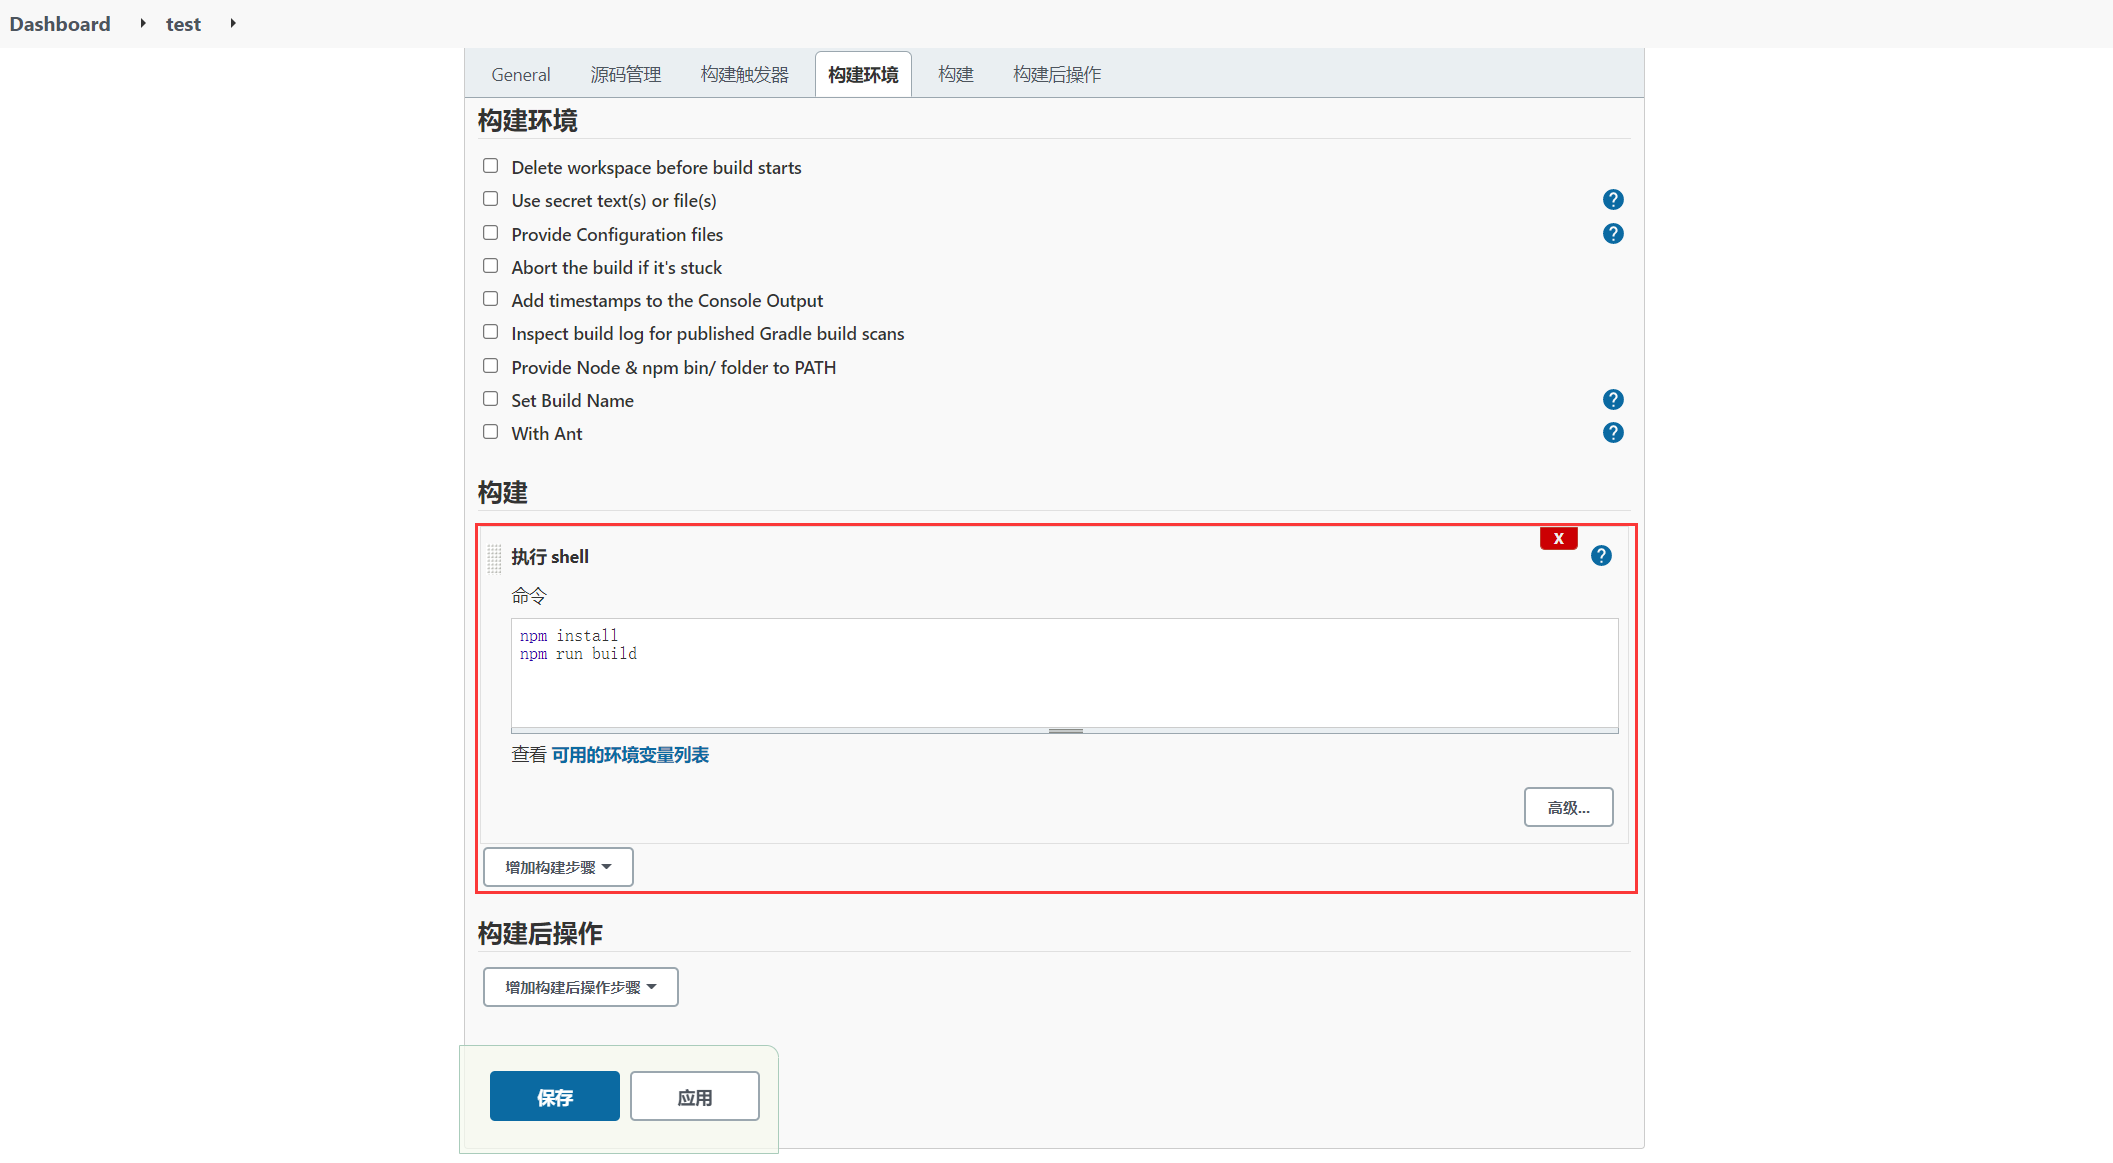 Dashboard test
General 源码管理 构建触发器 构建环境 构建 构建后操作
构建环境
Delete workspace before build starts
Use secret text(s) or file(s)
?
Provide Configuration files
?
Abort the build if it's stuck
Add timestamps to the Console Output
Inspect build log for published Gradle build scans
Provide Node & npm bin/ folder to PATH
Set Build Name
?
With Ant
?
构建
X
执行 shell
?
命令
npm install
npm run build
查看 可用的环境变量列表
高级...
增加构建步骤
构建后操作
增加构建后操作步骤
保存 应用